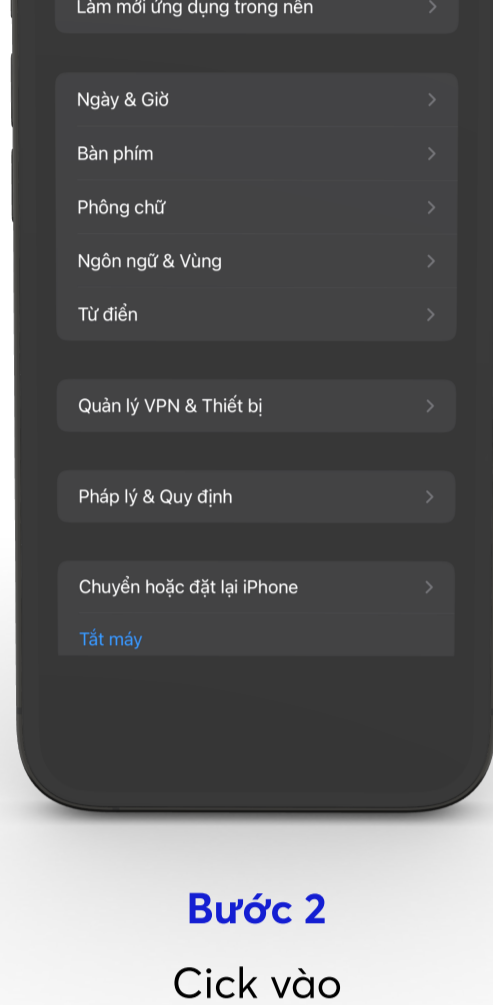 Làm mới ứng dụng trong nền
Ngày & Giờ
Bàn phím
Phông chữ
Ngôn ngữ & Vùng
Từ điển
Quản lý VPN & Thiết bị
Pháp lý & Quy định
Chuyển hoặc đặt lại iPhone
Tắt máy
Bước 2
Cick vào